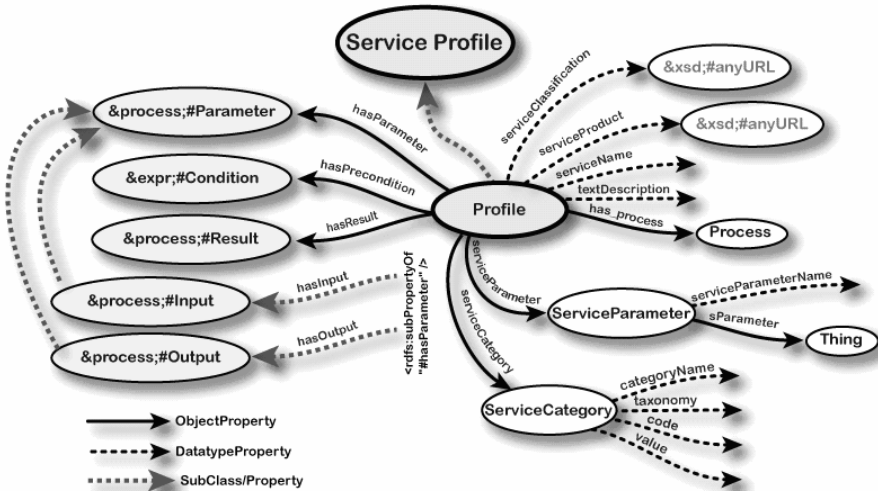 Service Profile
&xsd;#anyURL
serviceClassification
&process;#Parameter
hasParameter
serviceProduct
&xsd;#anyURL
serviceName
&expr;#Condition
hasPrecondition
textDescription
Profile
has_process
hasResult
&process;#Result
Process
serviceParameter
hasInput
<rdfs:subPropertyOf
"#hasParameter" />
&process;#Input
serviceParameterName
serviceCategory
ServiceParameter
sParameter
hasOutput
&process;#Output
Thing
categoryName
taxonomy
ServiceCategory
code
value
ObjectProperty
DatatypeProperty
SubClass/Property